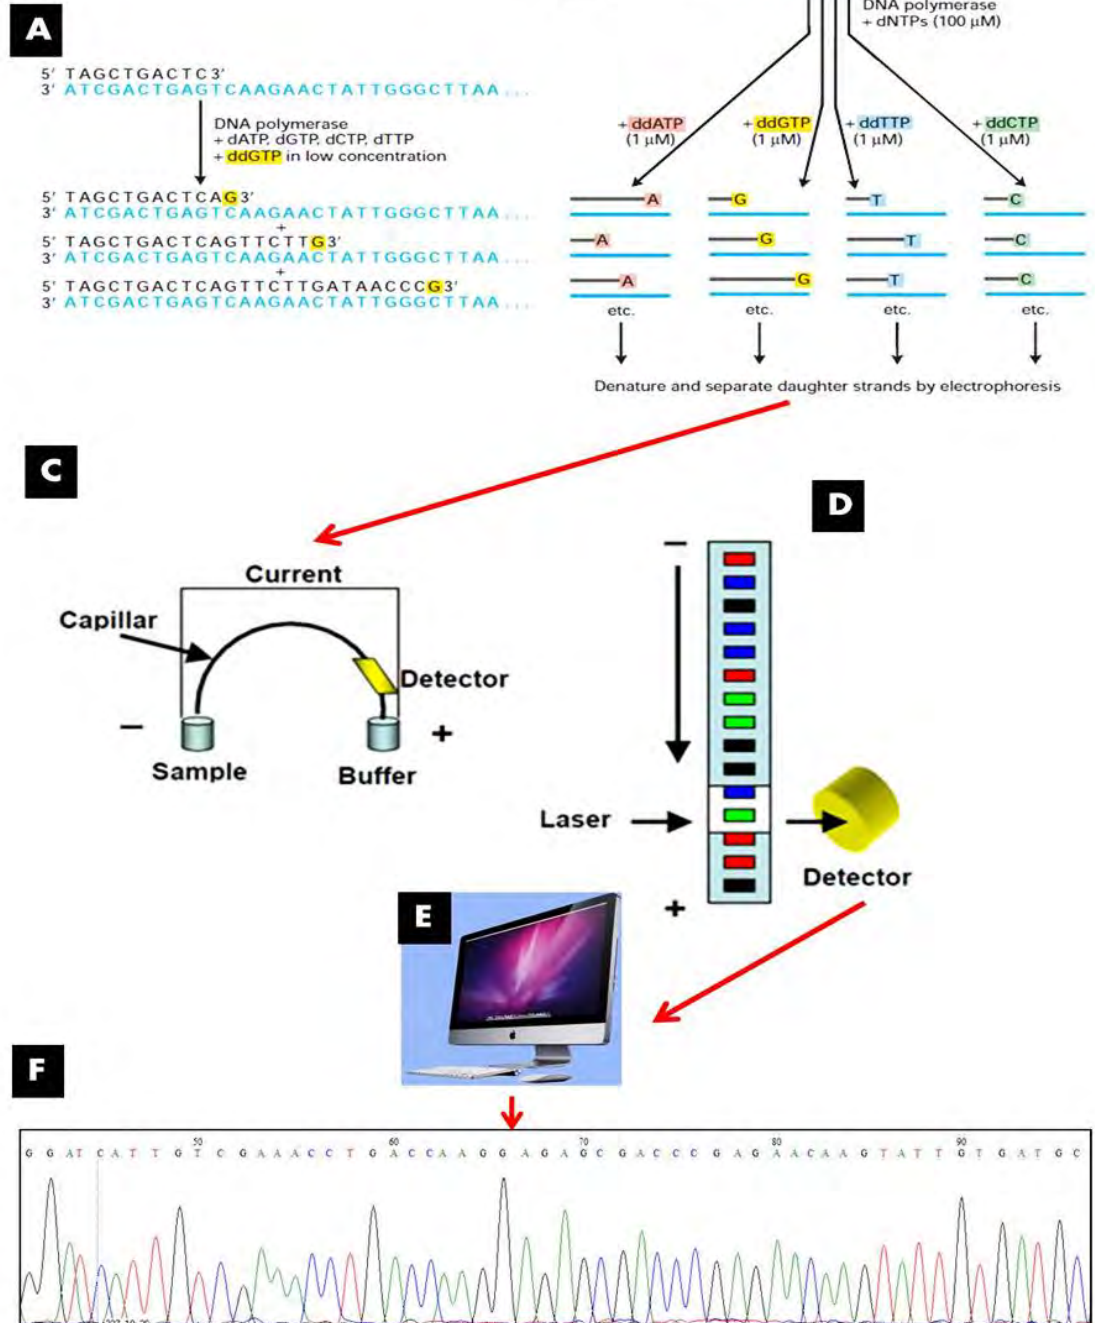 A
DNA polymerase
+ dNTPs (100 µM)
5′ TAGCTGACTC3′
3′ ATCGACTGAGTCAAGAACTATTGGGCTTAA...
DNA polymerase
+ dATP, dGTP, dCTP, dTTP
+ ddGTP in low concentration
5′ TAGCTGACTCAG3′
3′ ATCGACTGAGTCAAGAACTATTGGGCTTAA...
+
5′ TAGCTGACTCAGTTCTTG3′
3′ ATCGACTGAGTCAAGAACTATTGGGCTTAA...
+
5′ TAGCTGACTCAGTTCTTGATAACCCG3′
3′ ATCGACTGAGTCAAGAACTATTGGGCTTAA...
+ ddATP + ddGTP + ddTTP + ddCTP
(1 µM) (1 µM) (1 µM) (1 µM)
A G T C
A G T C
A G T C
etc. etc. etc. etc.
Denature and separate daughter strands by electrophoresis
C
D
Current
Capillar
Detector
− +
Sample Buffer
−
Laser
Detector
+
E
F
50 60 70 80 90
G G A T C A T T G T C G A A A C C T G A C C A A G G A G A G C G A C C C G A G A A C A A G T A T T G T G A T G C